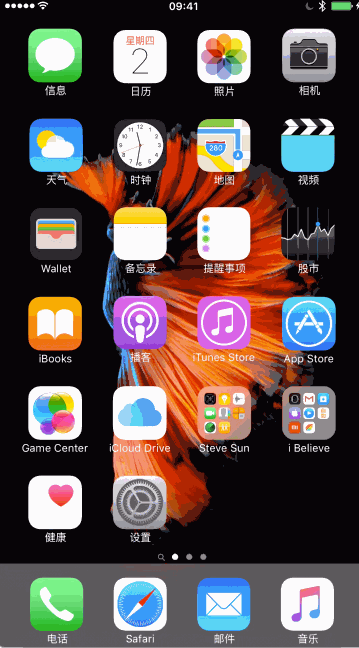 09:41
星期四
2
信息
日历
照片
相机
280
天气
时钟
地图
视频
Wallet
备忘录
提醒事项
股市
iBooks
播客
iTunes Store
App Store
Game Center
iCloud Drive
Steve Sun
i Believe
健康
设置
电话
Safari
邮件
音乐